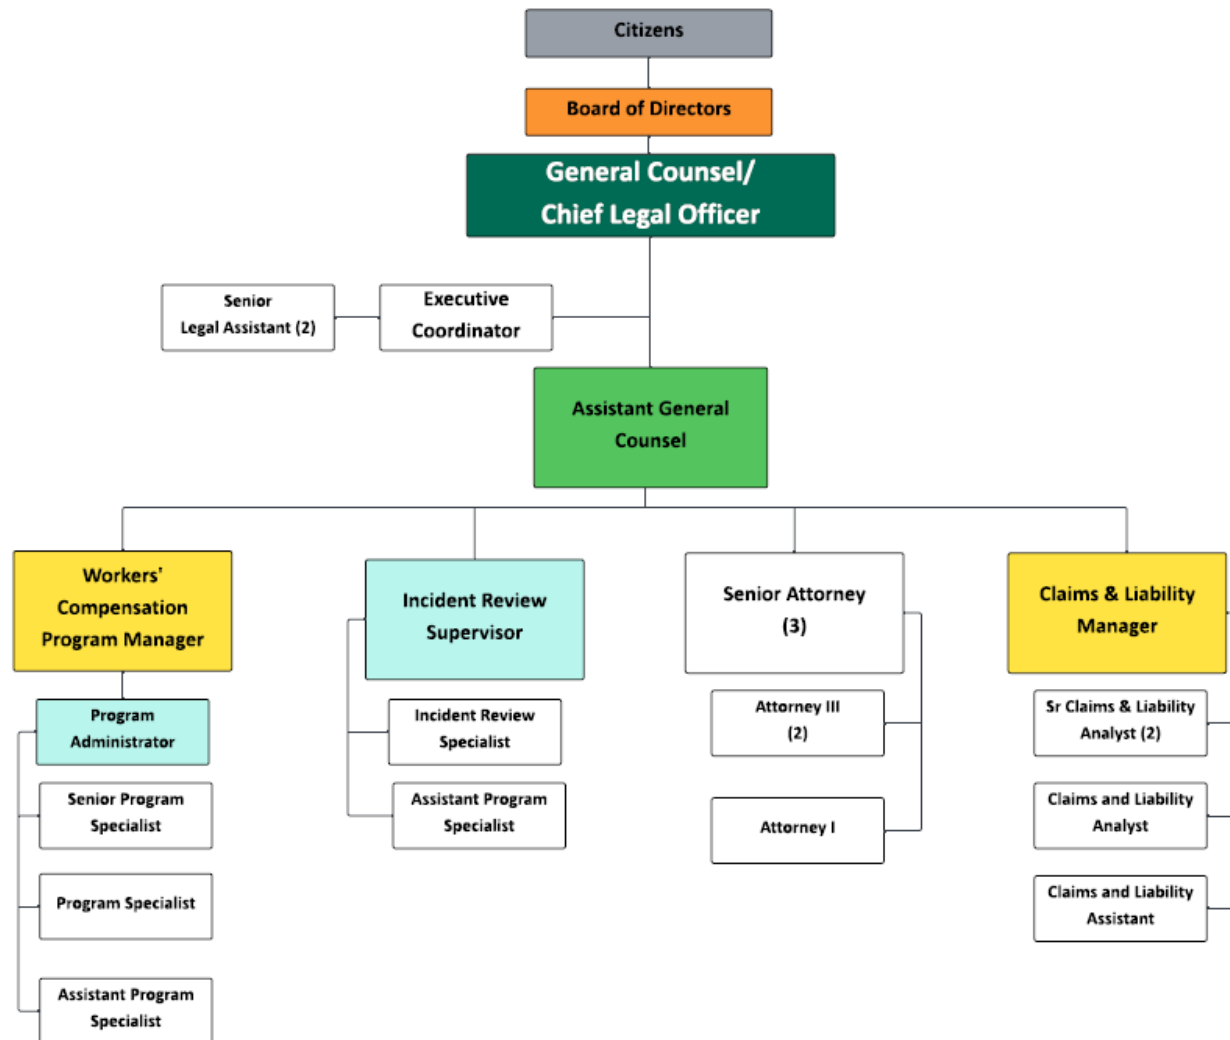 Citizens
Board of Directors
General Counsel/
Chief Legal Officer
Senior
Legal Assistant (2)
Executive
Coordinator
Assistant General
Counsel
Workers'
Compensation
Program Manager
Incident Review
Supervisor
Senior Attorney
(3)
Claims & Liability
Manager
Program
Administrator
Senior Program
Specialist
Program Specialist
Assistant Program
Specialist
Incident Review
Specialist
Assistant Program
Specialist
Attorney III
(2)
Attorney I
Sr Claims & Liability
Analyst (2)
Claims and Liability
Analyst
Claims and Liability
Assistant